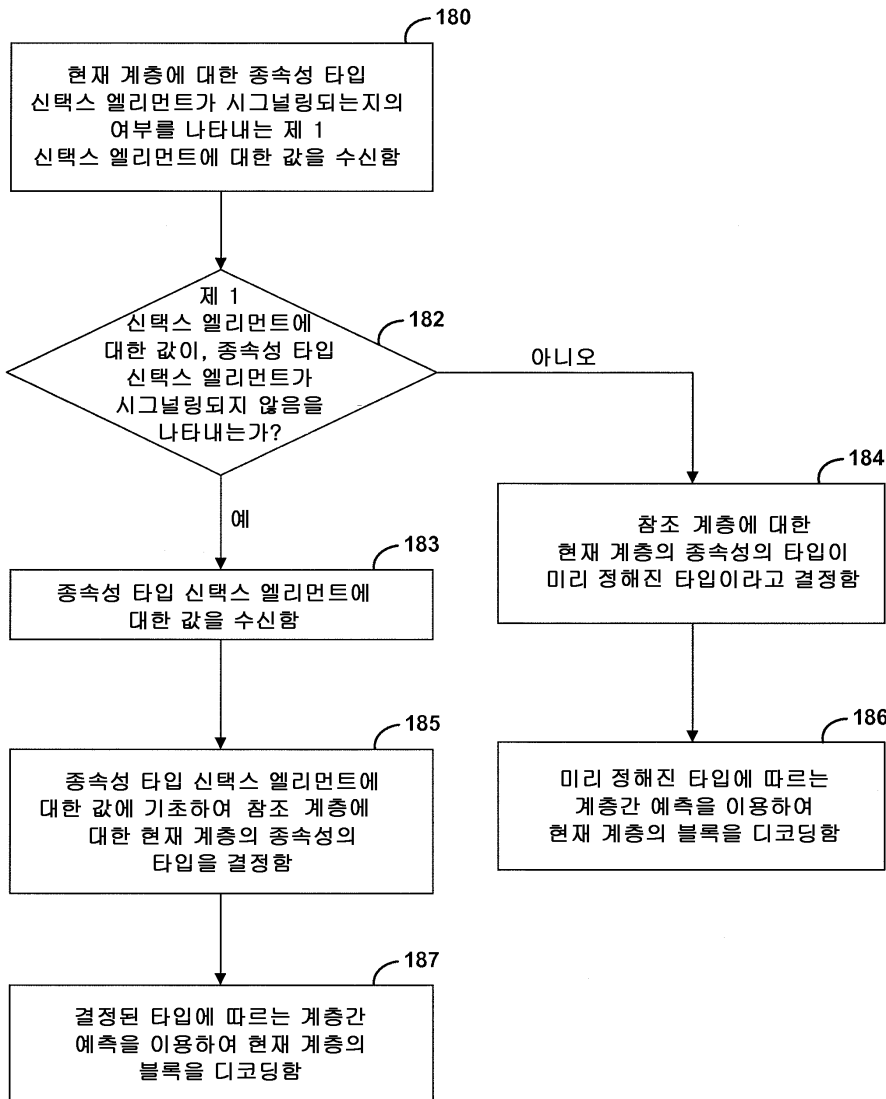 180
현재 계층에 대한 종속성 타입
신택스 엘리먼트가 시그널링되는지의
여부를 나타내는 제 1
신택스 엘리먼트에 대한 값을 수신함
제 1
신택스 엘리먼트에
대한 값이, 종속성 타입
신택스 엘리먼트가
시그널링되지 않음을
나타내는가?
182
아니오
예
184
참조 계층에 대한
현재 계층의 종속성의 타입이
미리 정해진 타입이라고 결정함
183
종속성 타입 신택스 엘리먼트에
대한 값을 수신함
186
미리 정해진 타입에 따르는
계층간 예측을 이용하여
현재 계층의 블록을 디코딩함
185
종속성 타입 신택스 엘리먼트에
대한 값에 기초하여 참조 계층에
대한 현재 계층의 종속성의
타입을 결정함
187
결정된 타입에 따르는 계층간
예측을 이용하여 현재 계층의
블록을 디코딩함